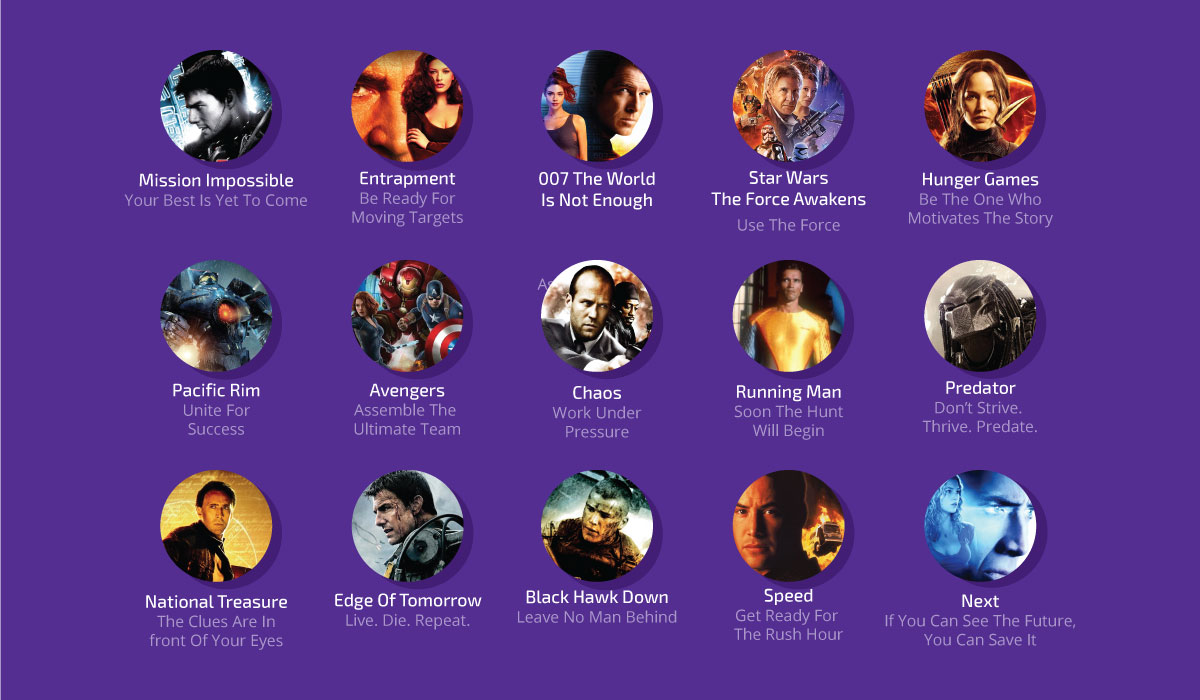 Mission Impossible
Your Best Is Yet To Come
Entrapment
Be Ready For
Moving Targets
007 The World
Is Not Enough
Star Wars
The Force Awakens
Use The Force
Hunger Games
Be The One Who
Motivates The Story
Pacific Rim
Unite For
Success
Avengers
Assemble The
Ultimate Team
Chaos
Work Under
Pressure
Running Man
Soon The Hunt
Will Begin
Predator
Don’t Strive.
Thrive. Predate.
National Treasure
The Clues Are In
front Of Your Eyes
Edge Of Tomorrow
Live. Die. Repeat.
Black Hawk Down
Leave No Man Behind
Speed
Get Ready For
The Rush Hour
Next
If You Can See The Future,
You Can Save It